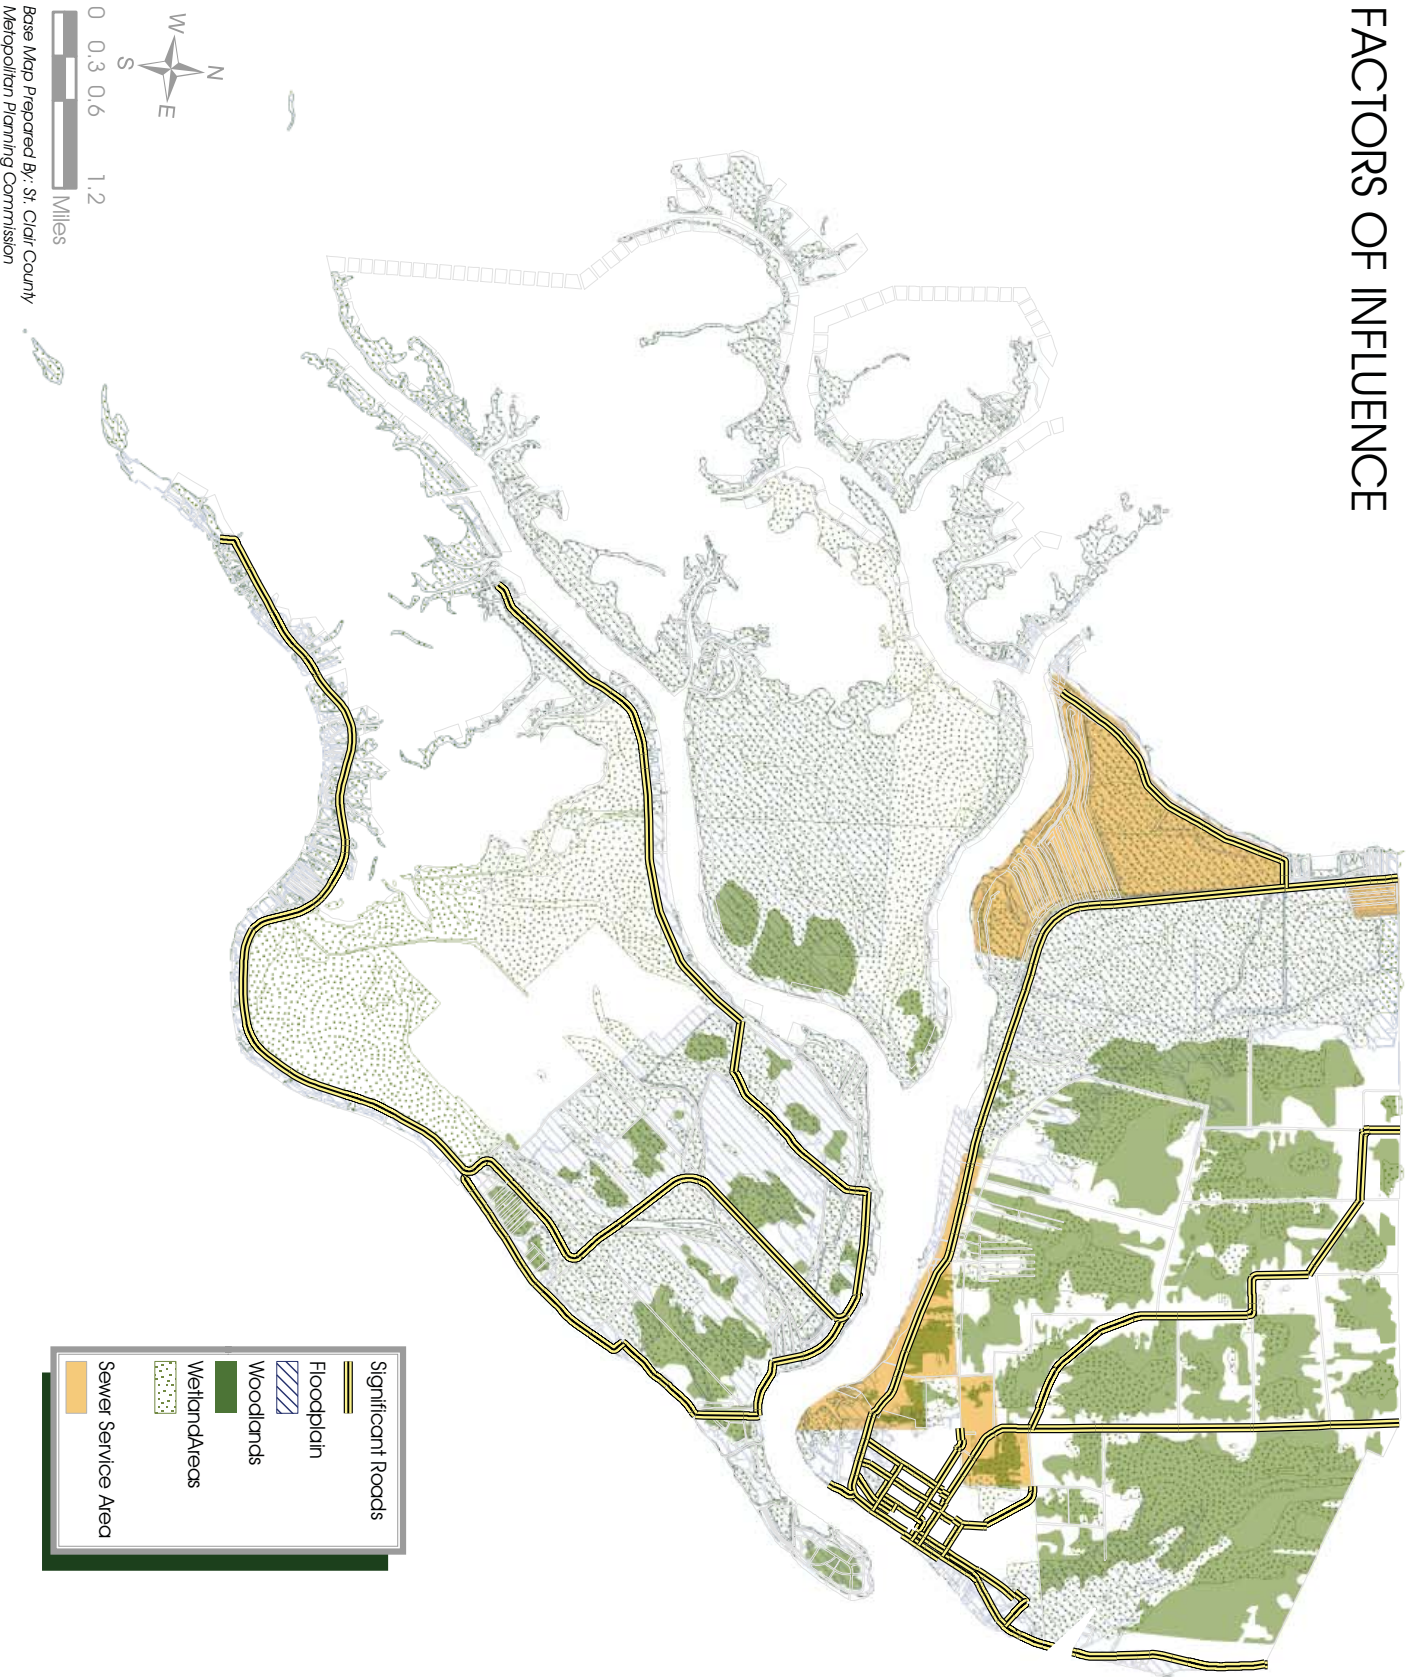 FACTORS OF INFLUENCE
N
W
E
S
0 0.3 0.6 1.2
Miles
Base Map Prepared By: St. Clair County
Metopolitan Planning Commission
Significant Roads
Floodplain
Woodlands
WetlandAreas
Sewer Service Area